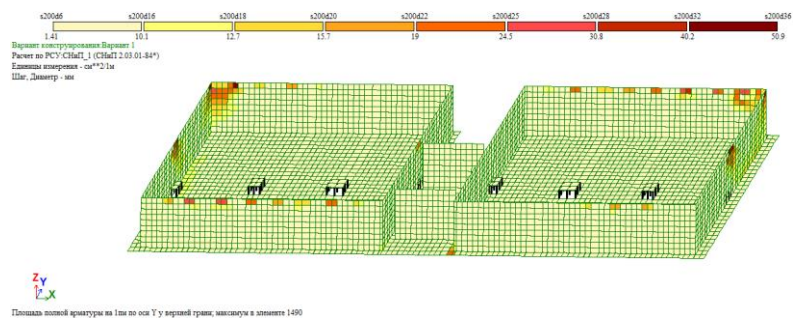 s200d6 s200d16 s200d18 s200d20 s200d22 s200d25 s200d28 s200d32 s200d36
1.41 10.1 12.7 15.7 19 24.5 30.8 40.2 50.9
Вариант конструирования:Вариант 1
Расчет по РСУ:СНиП_1 (СНиП 2.03.01-84*)
Единицы измерения - см**2/1м
Шаг, Диаметр - мм
Z Y
X
Площадь полной арматуры на 1пм по оси Y у верхней грани; максимум в элементе 1490